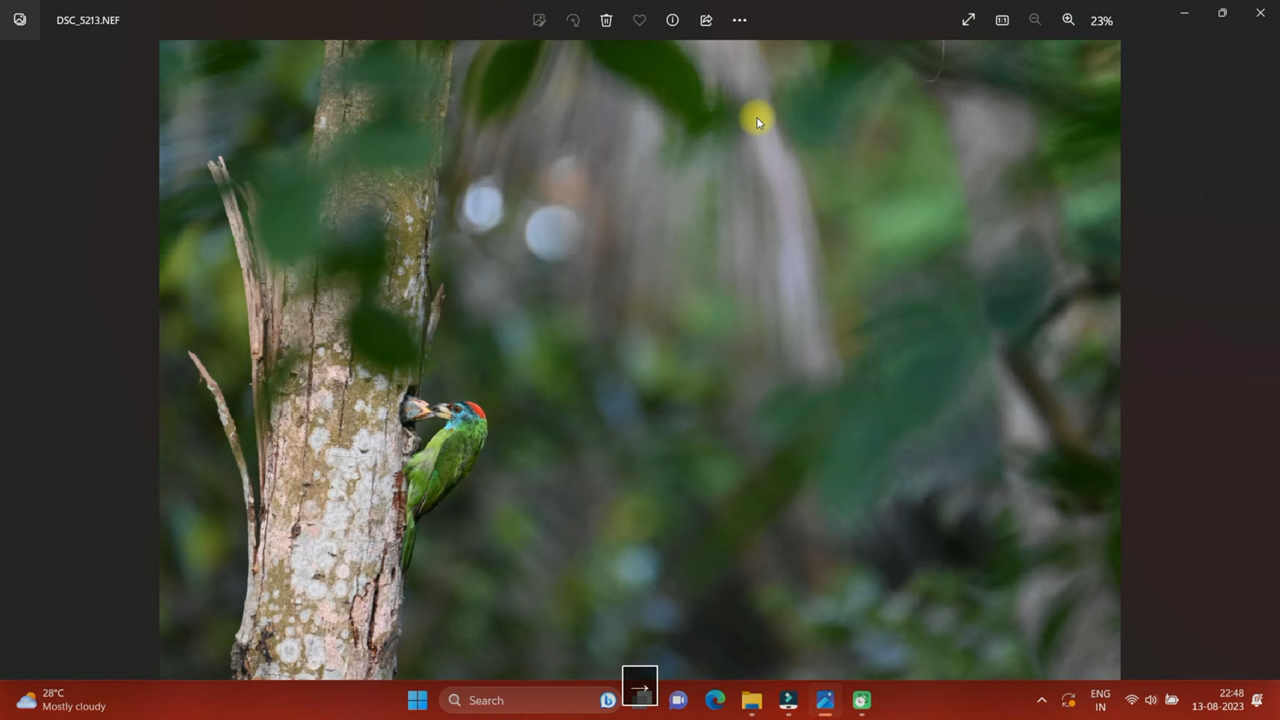 DSC_5213.NEF
23%
28°C
Mostly cloudy
Search
ENG
IN
22:48
13-08-2023